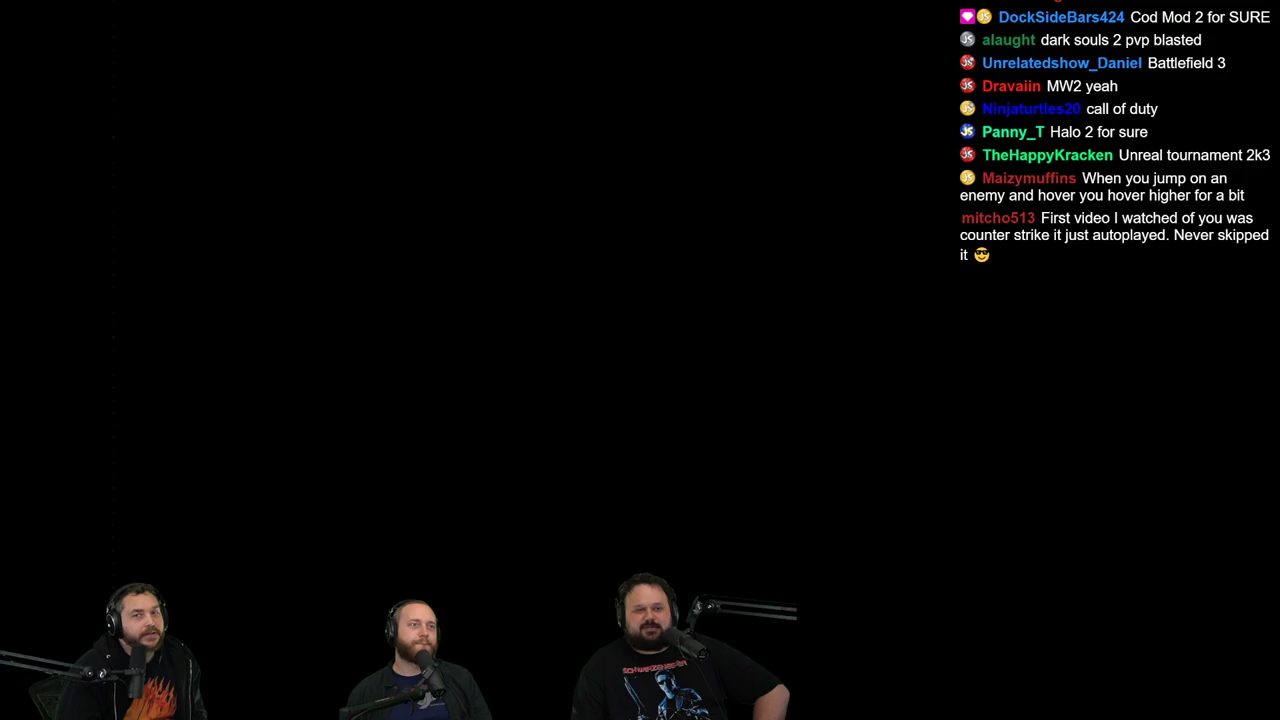 DockSideBars424 Cod Mod 2 for SURE
alaught dark souls 2 pvp blasted
Unrelatedshow_Daniel Battlefield 3
Dravaiin MW2 yeah
Ninjaturtles20 call of duty
Panny_T Halo 2 for sure
TheHappyKracken Unreal tournament 2k3
Maizymuffins When you jump on an
enemy and hover you hover higher for a bit
mitcho513 First video I watched of you was
counter strike it just autoplayed. Never skipped
it 😎